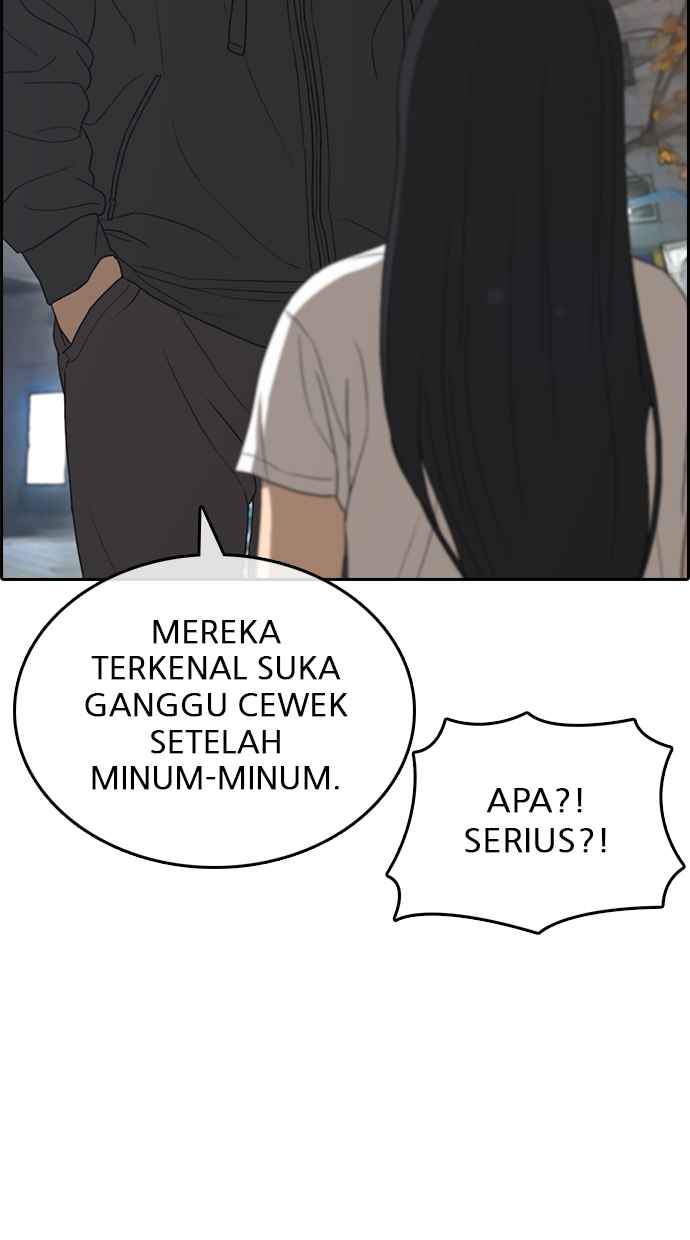 MEREKA
TERKENAL SUKA
GANGGU CEWEK
SETELAH
MINUM-MINUM.
APA?!
SERIUS?!